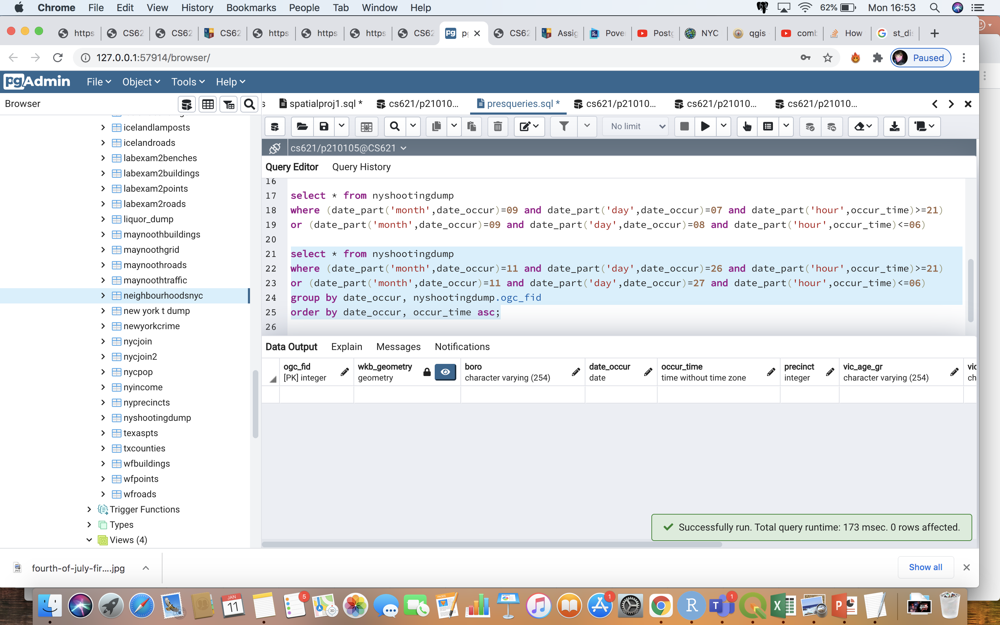 Chrome File Edit View History Bookmarks People Tab Window Help 62% Mon 16:53
https CS62 CS62 CS62 https https https CS62 pg CS62 Assig Pove Post NYC qgis comb How st_dis
127.0.0.1:57914/browser/ Paused
pgAdmin File Object Tools Help
Browser
s spatialproj1.sql * cs621/p21010... presqueries.sql * cs621/p21010... cs621/p21010... cs621/p21010...
No limit
cs621/p210105@CS621
Query Editor Query History
icelandlamposts
icelandroads
labexam2benches
labexam2buildings
labexam2points
labexam2roads
liquor_dump
maynoothbuildings
maynoothgrid
maynoothroads
maynoothtraffic
neighbourhoodsnyc
new york t dump
newyorkcrime
nycjoin
nycjoin2
nycpop
nyincome
nyprecincts
nyshootingdump
texaspts
txcounties
wfbuildings
wfpoints
wfroads
Trigger Functions
Types
Views (4)
16
17 select * from nyshootingdump
18 where (date_part('month',date_occur)=09 and date_part('day',date_occur)=07 and date_part('hour',occur_time)>=21)
19 or (date_part('month',date_occur)=09 and date_part('day',date_occur)=08 and date_part('hour',occur_time)<=06)
20
21 select * from nyshootingdump
22 where (date_part('month',date_occur)=11 and date_part('day',date_occur)=26 and date_part('hour',occur_time)>=21)
23 or (date_part('month',date_occur)=11 and date_part('day',date_occur)=27 and date_part('hour',occur_time)<=06)
24 group by date_occur, nyshootingdump.ogc_fid
25 order by date_occur, occur_time asc;
26
Data Output Explain Messages Notifications
ogc_fid wkb_geometry boro date_occur occur_time precinct vic_age_gr vic
[PK] integer geometry character varying (254) date time without time zone integer character varying (254) ch
Successfully run. Total query runtime: 173 msec. 0 rows affected.
fourth-of-july-fir....jpg Show all
JAN
11
5
3D
PAGES
1
R
T
1
X
P